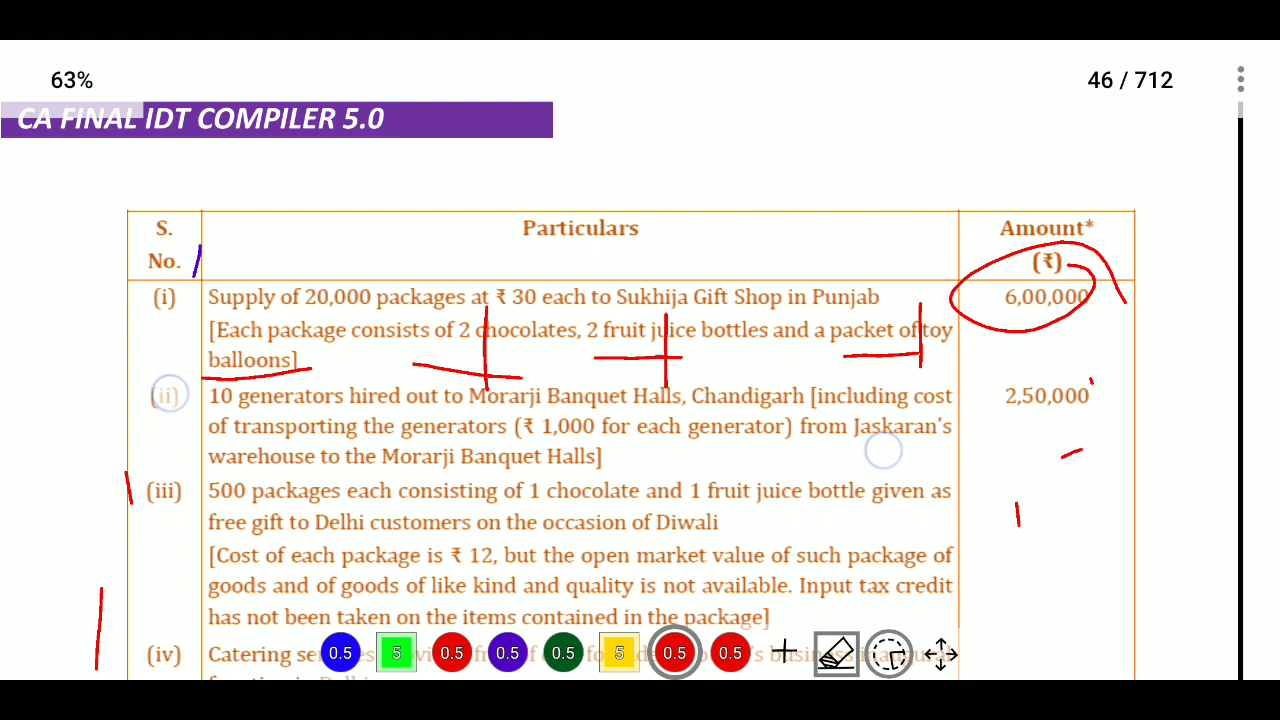 63%
46 / 712
CA FINAL IDT COMPILER 5.0
S. No.
Particulars
Amount* (₹)
(i)
Supply of 20,000 packages at ₹ 30 each to Sukhija Gift Shop in Punjab
6,00,000
[Each package consists of 2 chocolates, 2 fruit juice bottles and a packet of toy
balloons]
(ii)
10 generators hired out to Morarji Banquet Halls, Chandigarh [including cost
2,50,000
of transporting the generators (₹ 1,000 for each generator) from Jaskaran's
warehouse to the Morarji Banquet Halls]
(iii)
500 packages each consisting of 1 chocolate and 1 fruit juice bottle given as
free gift to Delhi customers on the occasion of Diwali
[Cost of each package is ₹ 12, but the open market value of such package of
goods and of goods of like kind and quality is not available. Input tax credit
has not been taken on the items contained in the package]
(iv)
Catering
business
0.5 5 0.5 0.5 0.5 5 0.5 0.5